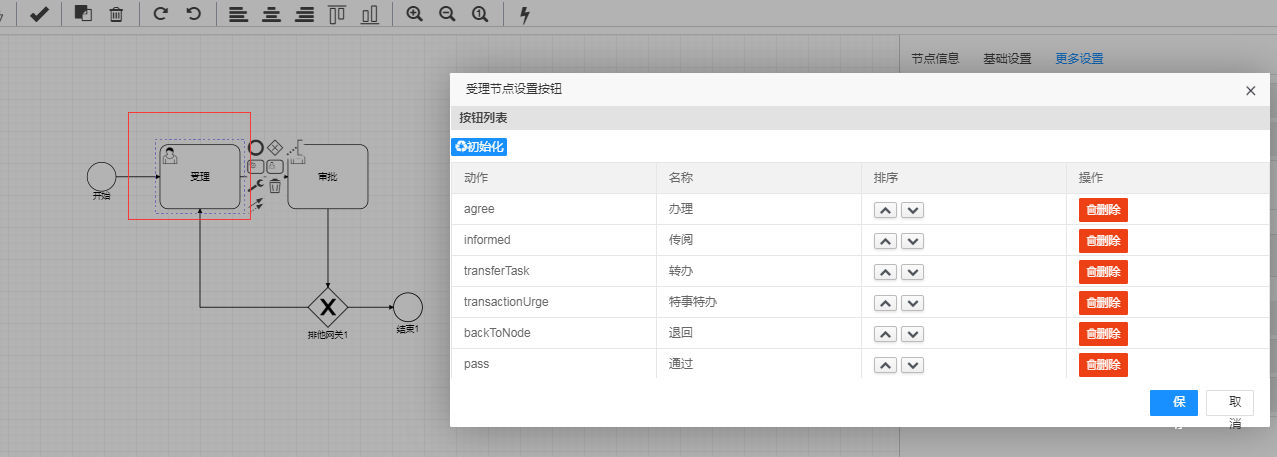 节点信息 基础设置 更多设置
受理节点设置按钮
按钮列表
初始化
动作 名称 排序 操作
agree 办理 删除
informed 传阅 删除
transferTask 转办 删除
transactionUrge 特事特办 删除
backToNode 退回 删除
pass 通过 删除
保 取
消
开始
受理
审批
排他网关1
结束1